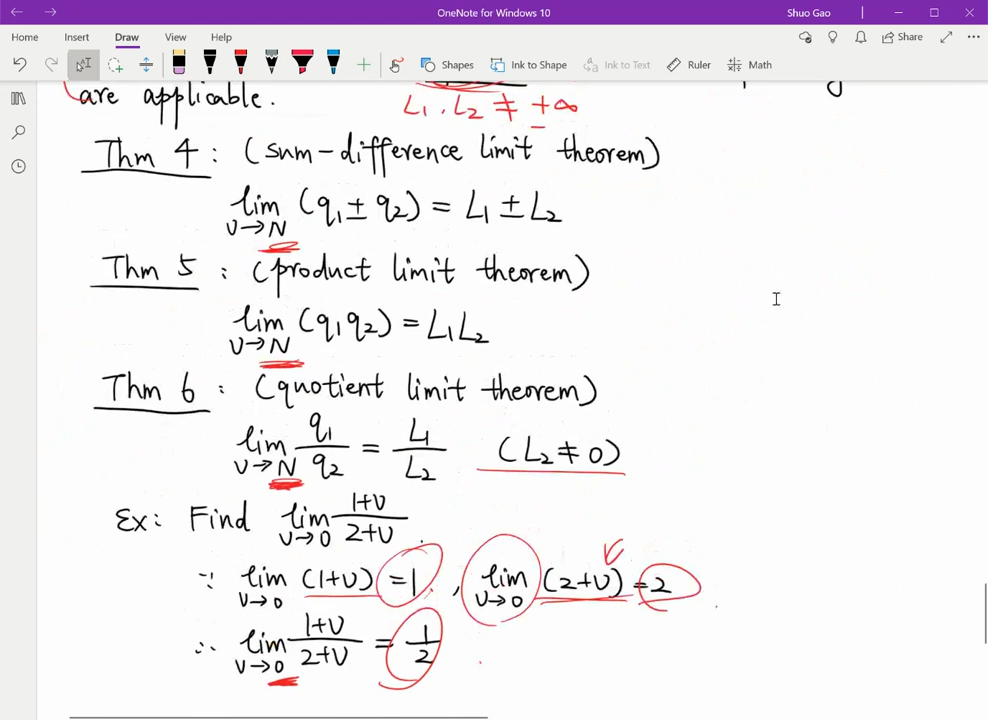 OneNote for Windows 10
Shuo Gao
Home Insert Draw View Help
Share
Shapes Ink to Shape Ink to Text Ruler Math
are applicable.
L₁, L₂ ≠ ±∞
Thm 4 : (sum-difference limit theorem)
lim (q₁ ± q₂) = L₁ ± L₂
v→N
Thm 5 : (product limit theorem)
lim (q₁q₂) = L₁L₂
v→N
Thm 6 : (quotient limit theorem)
lim q₁/q₂ = L₁/L₂ (L₂ ≠ 0)
v→N
Ex: Find lim (1+v)/(2+v).
v→0
∵ lim (1+v) = 1, lim (2+v) = 2
v→0 v→0
∴ lim (1+v)/(2+v) = 1/2
v→0